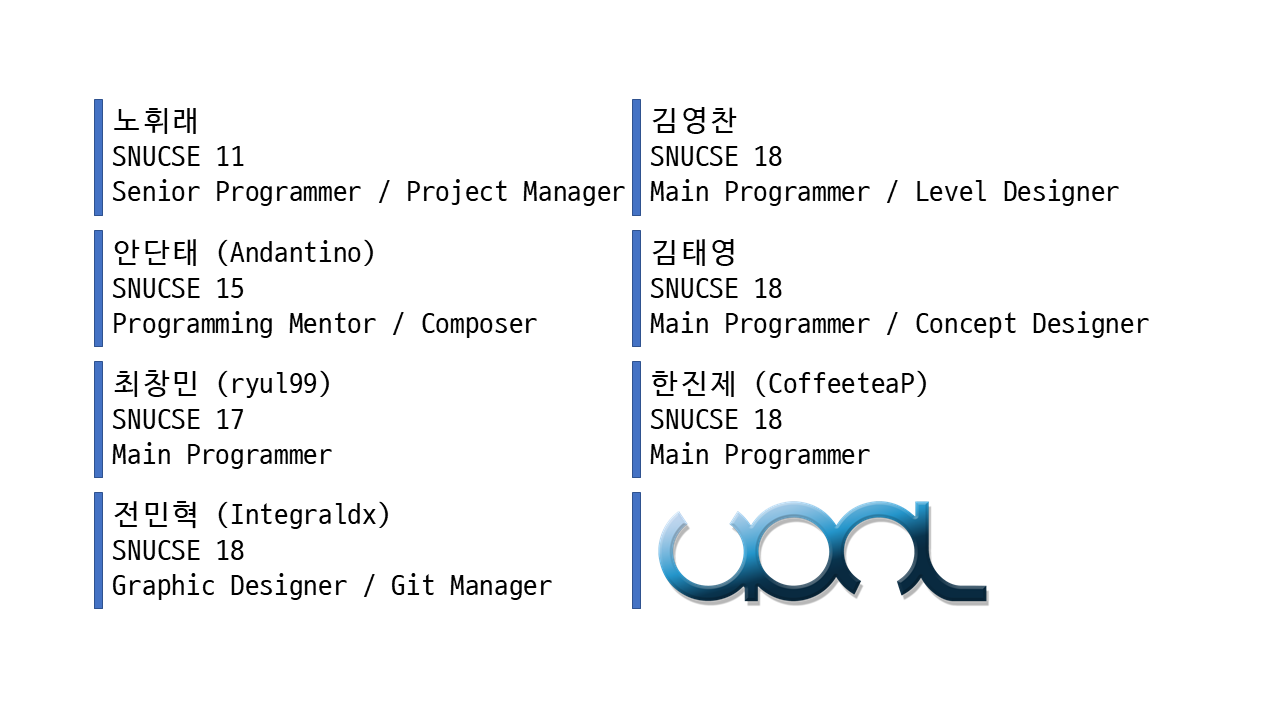 노휘래
SNUCSE 11
Senior Programmer / Project Manager
안단태 (Andantino)
SNUCSE 15
Programming Mentor / Composer
최창민 (ryul99)
SNUCSE 17
Main Programmer
전민혁 (Integraldx)
SNUCSE 18
Graphic Designer / Git Manager
김영찬
SNUCSE 18
Main Programmer / Level Designer
김태영
SNUCSE 18
Main Programmer / Concept Designer
한진제 (CoffeeteaP)
SNUCSE 18
Main Programmer